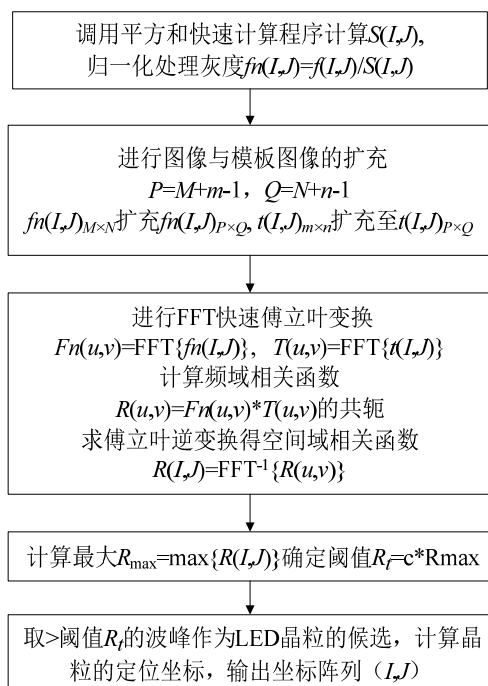 调用平方和快速计算程序计算S(I,J),
归一化处理灰度fn(I,J)=f(I,J)/S(I,J)
进行图像与模板图像的扩充
P=M+m-1，Q=N+n-1
fn(I,J)M×N扩充fn(I,J)P×Q, t(I,J)m×n扩充至t(I,J)P×Q
进行FFT快速傅立叶变换
Fn(u,v)=FFT{fn(I,J)}, T(u,v)=FFT{t(I,J)}
计算频域相关函数
R(u,v)=Fn(u,v)*T(u,v)的共轭
求傅立叶逆变换得空间域相关函数
R(I,J)=FFT-1{R(u,v)}
计算最大Rmax=max{R(I,J)}确定阈值Rt=c*Rmax
取>阈值Rt的波峰作为LED晶粒的候选，计算晶
粒的定位坐标，输出坐标阵列（I,J）